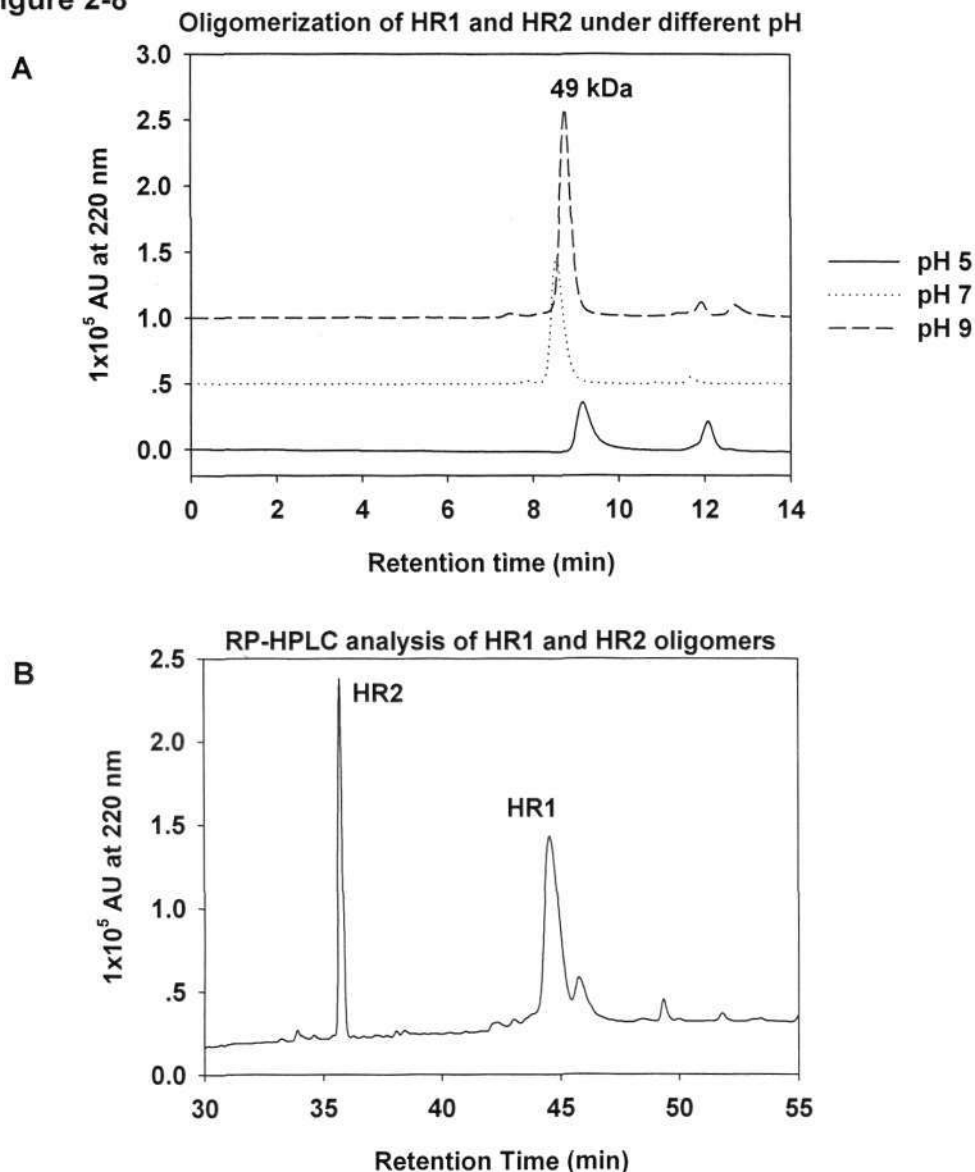 Figure 2-8
Oligomerization of HR1 and HR2 under different pH
A
3.0
49 kDa
2.5
2.0
1.5
1.0
.5
0.0
1x10⁵ AU at 220 nm
pH 5
pH 7
pH 9
0 2 4 6 8 10 12 14
Retention time (min)
RP-HPLC analysis of HR1 and HR2 oligomers
B
2.5
HR2
2.0
HR1
1.5
1.0
.5
0.0
1x10⁵ AU at 220 nm
30 35 40 45 50 55
Retention Time (min)